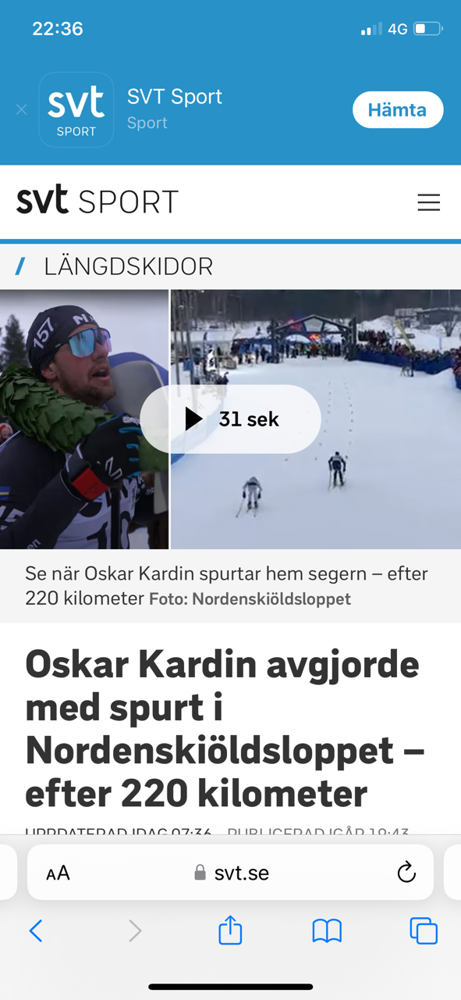 22:36
4G
svt
SPORT
SVT Sport
Sport
Hämta
svt SPORT
/ LÄNGDSKIDOR
157
31 sek
Se när Oskar Kardin spurtar hem segern – efter
220 kilometer Foto: Nordenskiöldsloppet
Oskar Kardin avgjorde
med spurt i
Nordenskiöldsloppet –
efter 220 kilometer
UPPDATERAD IDAG 07:36 PUBLICERAD IGÅR 19:43
AA
svt.se